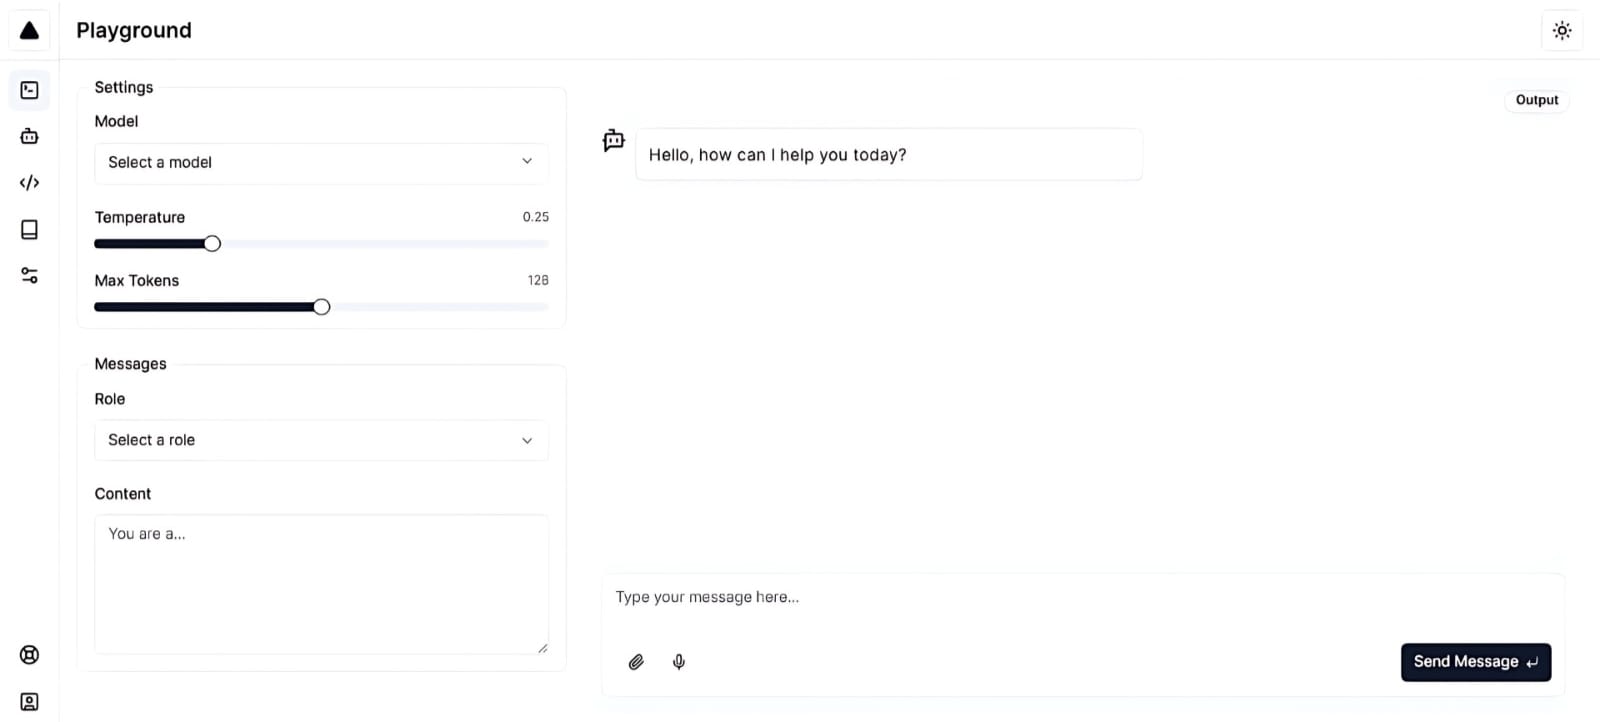 Playground
Settings
Model
Select a model
Temperature
0.25
Max Tokens
128
Messages
Role
Select a role
Content
You are a...
Output
Hello, how can I help you today?
Type your message here...
Send Message